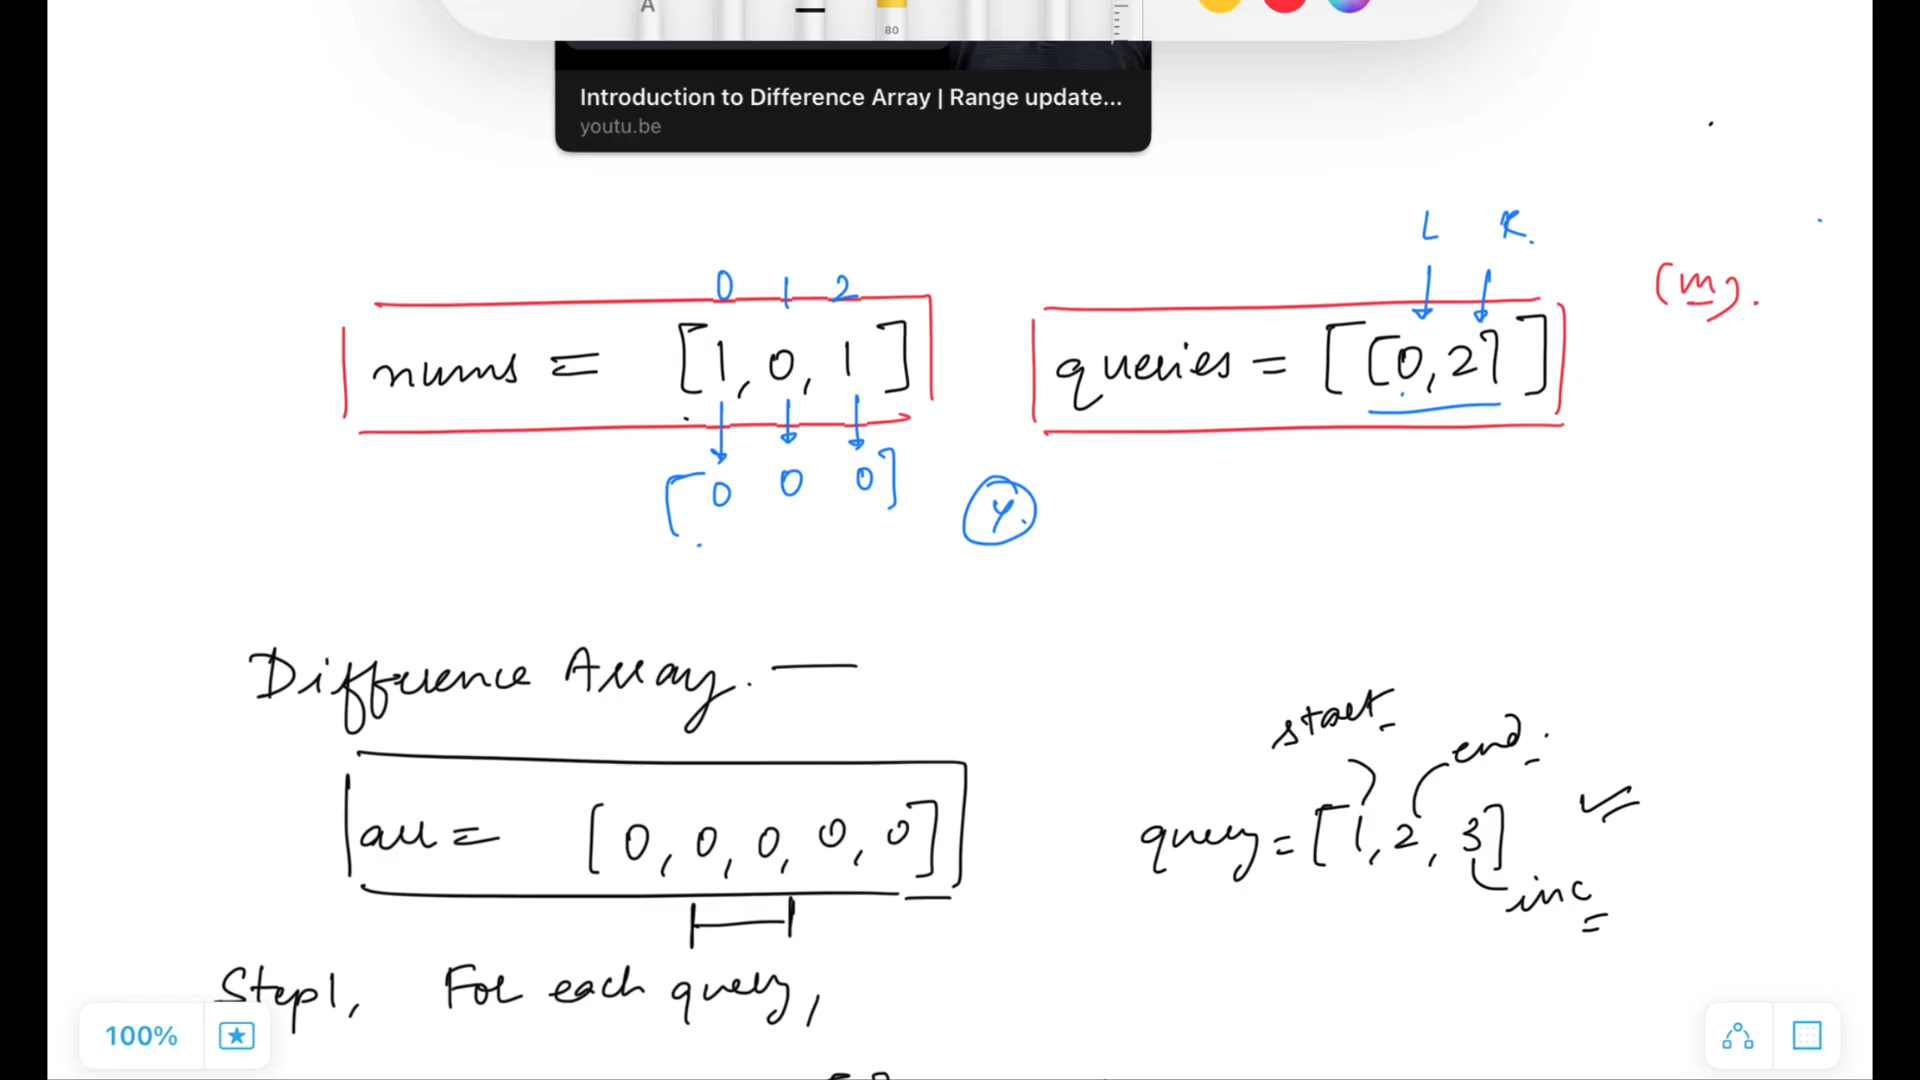 A
80
Introduction to Difference Array | Range update...
youtu.be
L R.
0 1 2
(m).
nums = [1, 0, 1]
queries = [[0, 2]]
[0 0 0]
Y.
Difference Array. —
start
end.
arr = [0, 0, 0, 0, 0]
query = [1, 2, 3]
inc
Step1, For each query,
100%